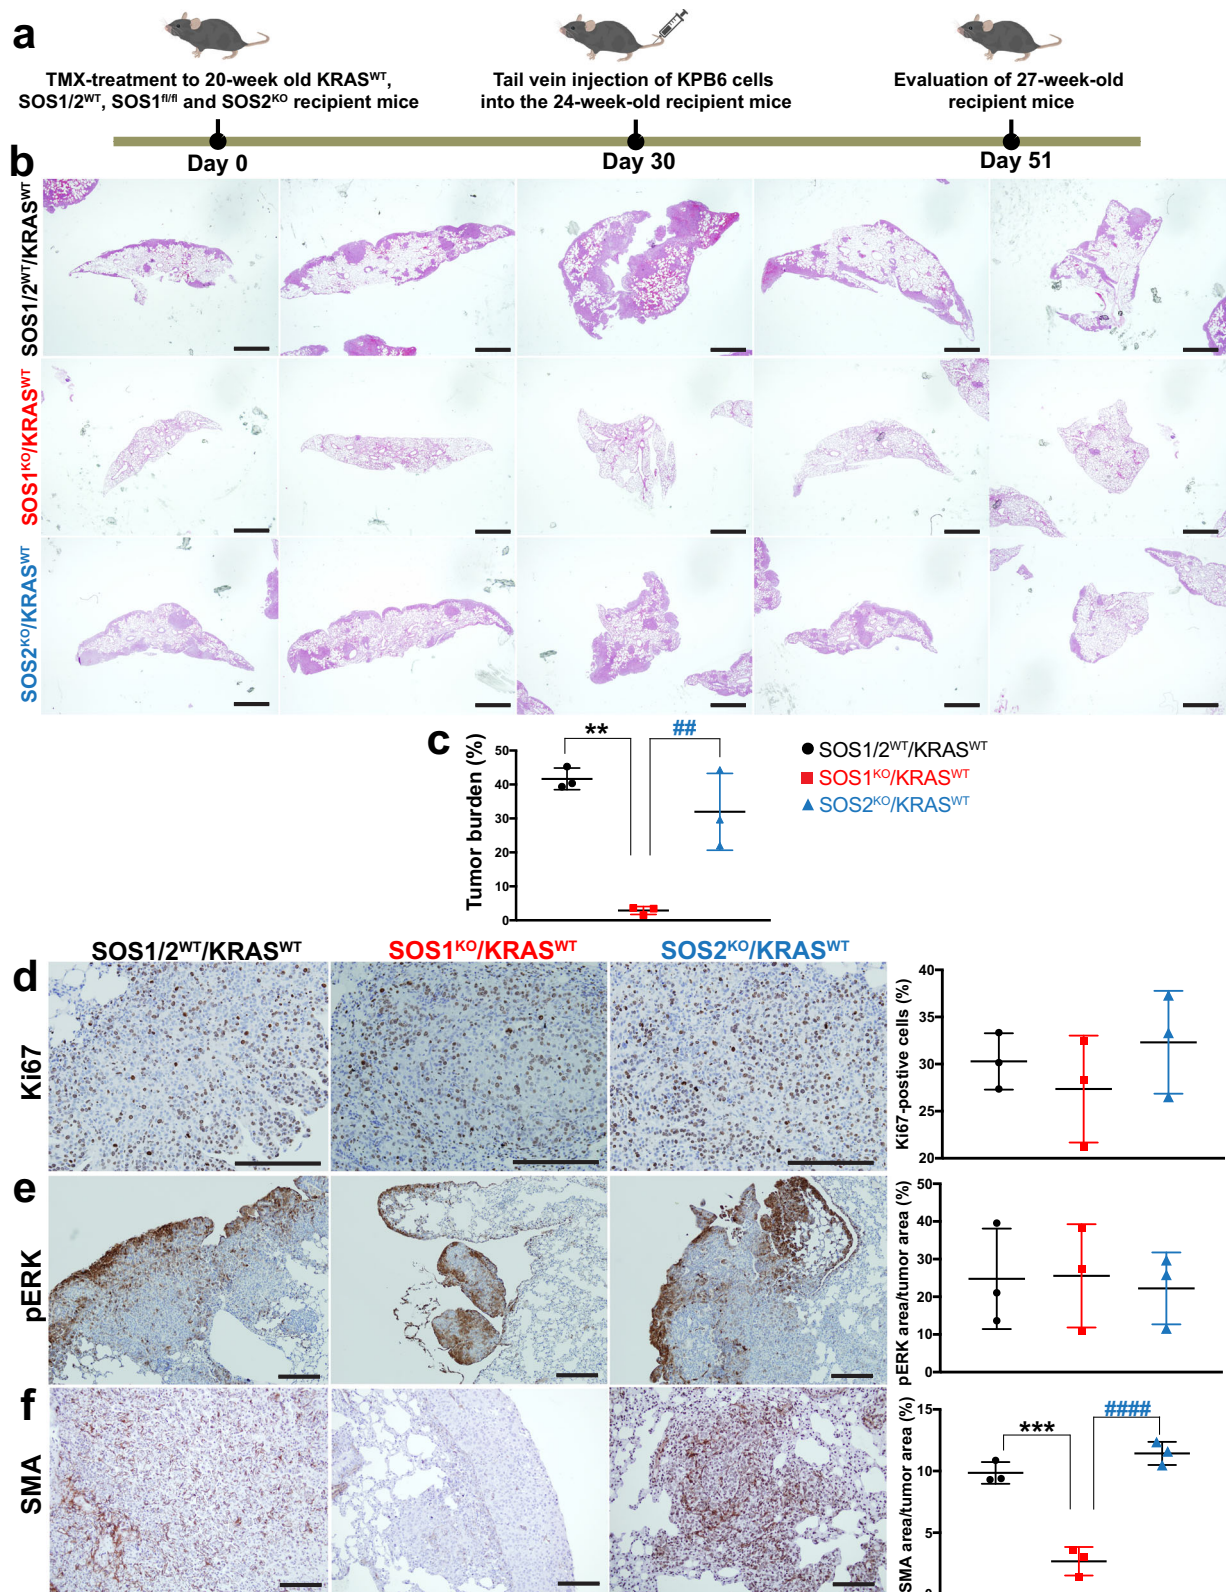 a
TMX-treatment to 20-week old KRASWT,
SOS1/2WT, SOS1fl/fl and SOS2KO recipient mice
Tail vein injection of KPB6 cells
into the 24-week-old recipient mice
Evaluation of 27-week-old
recipient mice
Day 0
Day 30
Day 51
b
SOS1/2WT/KRASWT
SOS1KO/KRASWT
SOS2KO/KRASWT
c
Tumor burden (%)
50
40
30
20
10
0
**
##
SOS1/2WT/KRASWT
SOS1KO/KRASWT
SOS2KO/KRASWT
SOS1/2WT/KRASWT
SOS1KO/KRASWT
SOS2KO/KRASWT
d
Ki67
Ki67-postive cells (%)
40
35
30
25
20
e
pERK
pERK area/tumor area (%)
50
40
30
20
10
0
f
SMA
SMA area/tumor area (%)
15
10
5
***
####